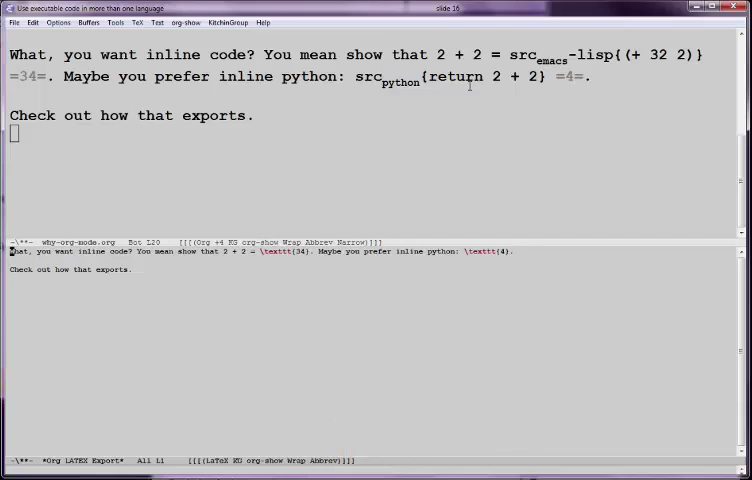 Use executable code in more than one language
slide 16
File Edit Options Buffers Tools TeX Text org-show KitchinGroup Help
What, you want inline code? You mean show that 2 + 2 = src_emacs-lisp{(+ 32 2)}
=34=. Maybe you prefer inline python: src_python{return 2 + 2} =4=.
Check out how that exports.
-\**- why-org-mode.org Bot L20 [[[(Org +4 KG org-show Wrap Abbrev Narrow)]]]
What, you want inline code? You mean show that 2 + 2 = \texttt{34}. Maybe you prefer inline python: \texttt{4}.
Check out how that exports.
-\**- *Org LATEX Export* All L1 [[[(LaTeX KG org-show Wrap Abbrev)]]]